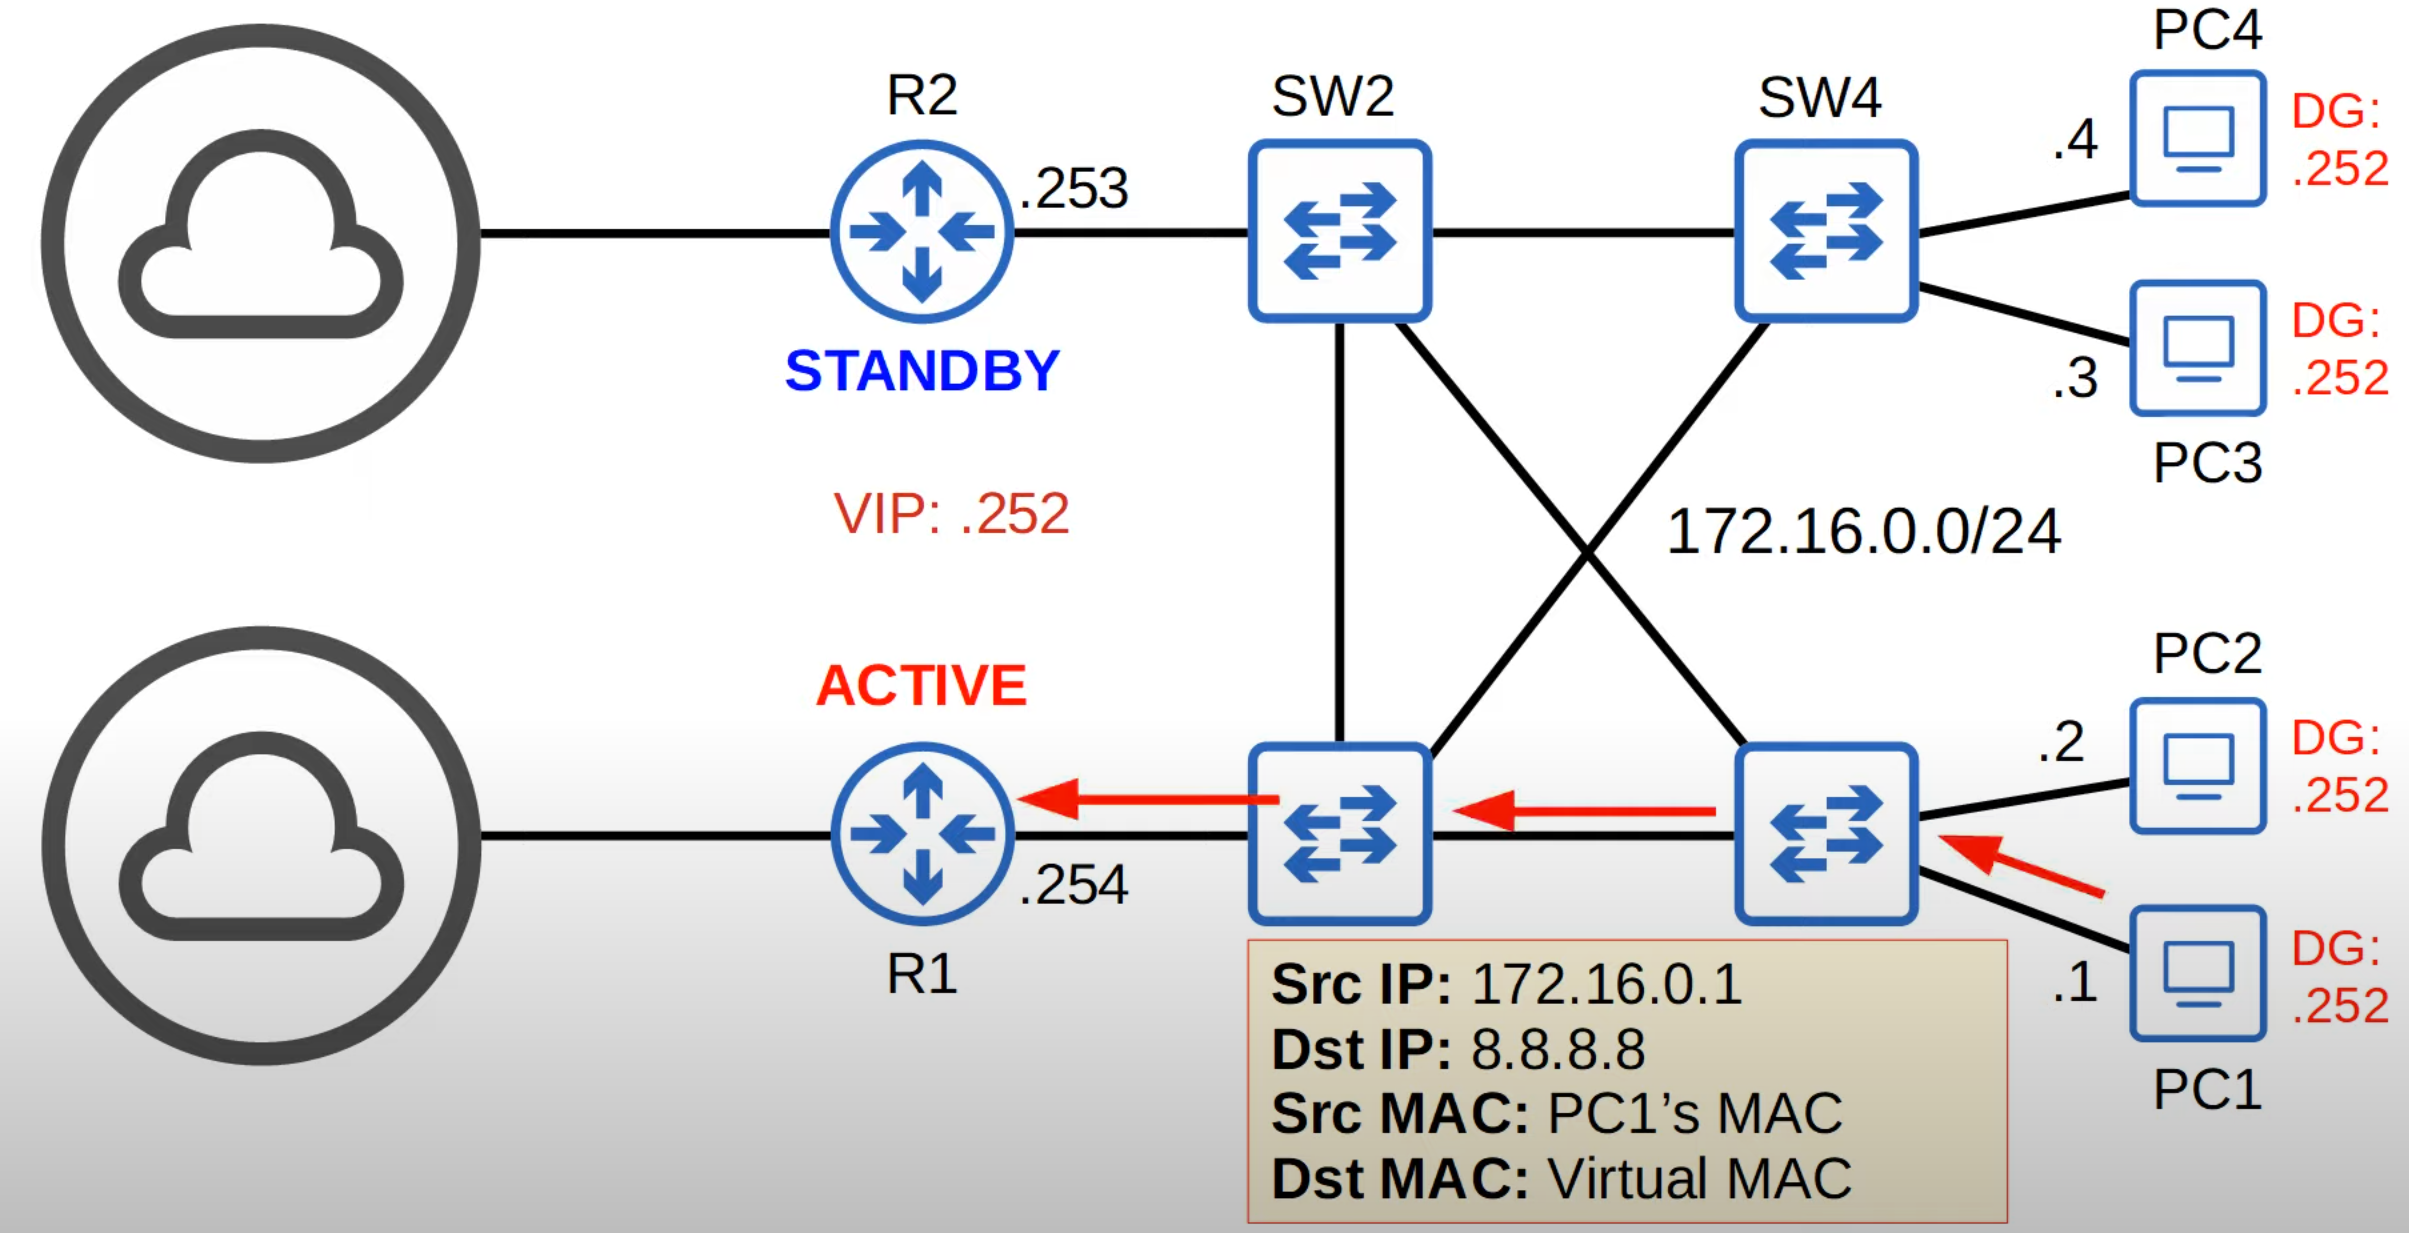 PC4
R2
SW2
SW4
DG:
.252
.4
.253
DG:
.252
STANDBY
.3
PC3
VIP: .252
172.16.0.0/24
PC2
ACTIVE
.2
DG:
.252
.254
R1
DG:
.252
.1
PC1
Src IP: 172.16.0.1
Dst IP: 8.8.8.8
Src MAC: PC1’s MAC
Dst MAC: Virtual MAC